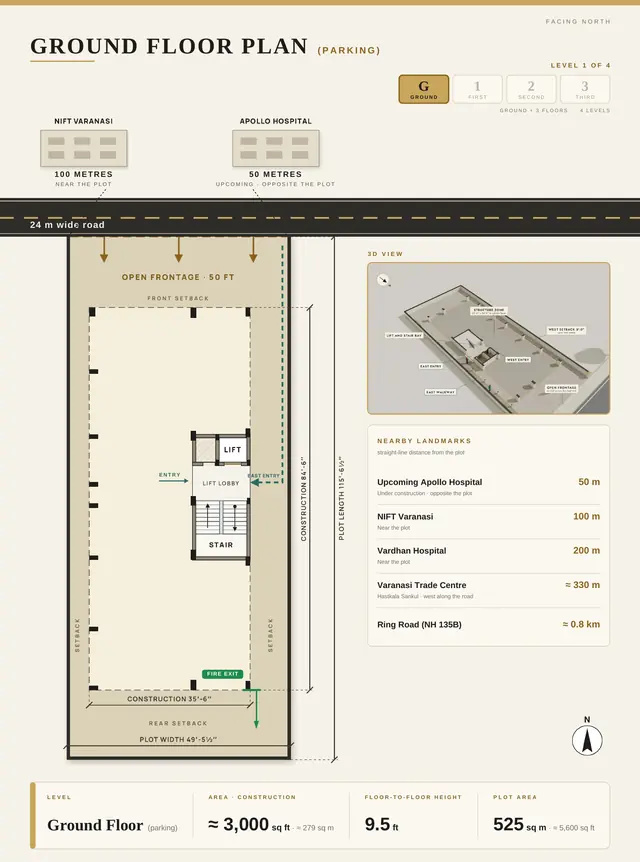 FACING NORTH
GROUND FLOOR PLAN (PARKING)
LEVEL 1 OF 4
G
GROUND
1
FIRST
2
SECOND
3
THIRD
GROUND + 3 FLOORS · 4 LEVELS
NIFT VARANASI
100 METRES
NEAR THE PLOT
APOLLO HOSPITAL
50 METRES
UPCOMING · OPPOSITE THE PLOT
24 m wide road
OPEN FRONTAGE · 50 FT
FRONT SETBACK
LIFT
ENTRY
LIFT LOBBY
EAST ENTRY
STAIR
SETBACK
SETBACK
CONSTRUCTION 84'-6"
PLOT LENGTH 115'-6½"
FIRE EXIT
CONSTRUCTION 35'-6"
REAR SETBACK
PLOT WIDTH 49'-5½"
3D VIEW
LIFT AND STAIR BAY
WEST SETBACK 5'-0"
WEST ENTRY
EAST ENTRY
EAST WALKWAY
OPEN FRONTAGE
NEARBY LANDMARKS
straight-line distance from the plot
Upcoming Apollo Hospital 50 m
Under construction · opposite the plot
NIFT Varanasi 100 m
Near the plot
Vardhan Hospital 200 m
Near the plot
Varanasi Trade Centre ≈ 330 m
Hastkala Sankul · west along the road
Ring Road (NH 135B) ≈ 0.8 km
N
LEVEL
Ground Floor (parking)
AREA · CONSTRUCTION
≈ 3,000 sq ft · ≈ 279 sq m
FLOOR-TO-FLOOR HEIGHT
9.5 ft
PLOT AREA
525 sq m · ≈ 5,600 sq ft